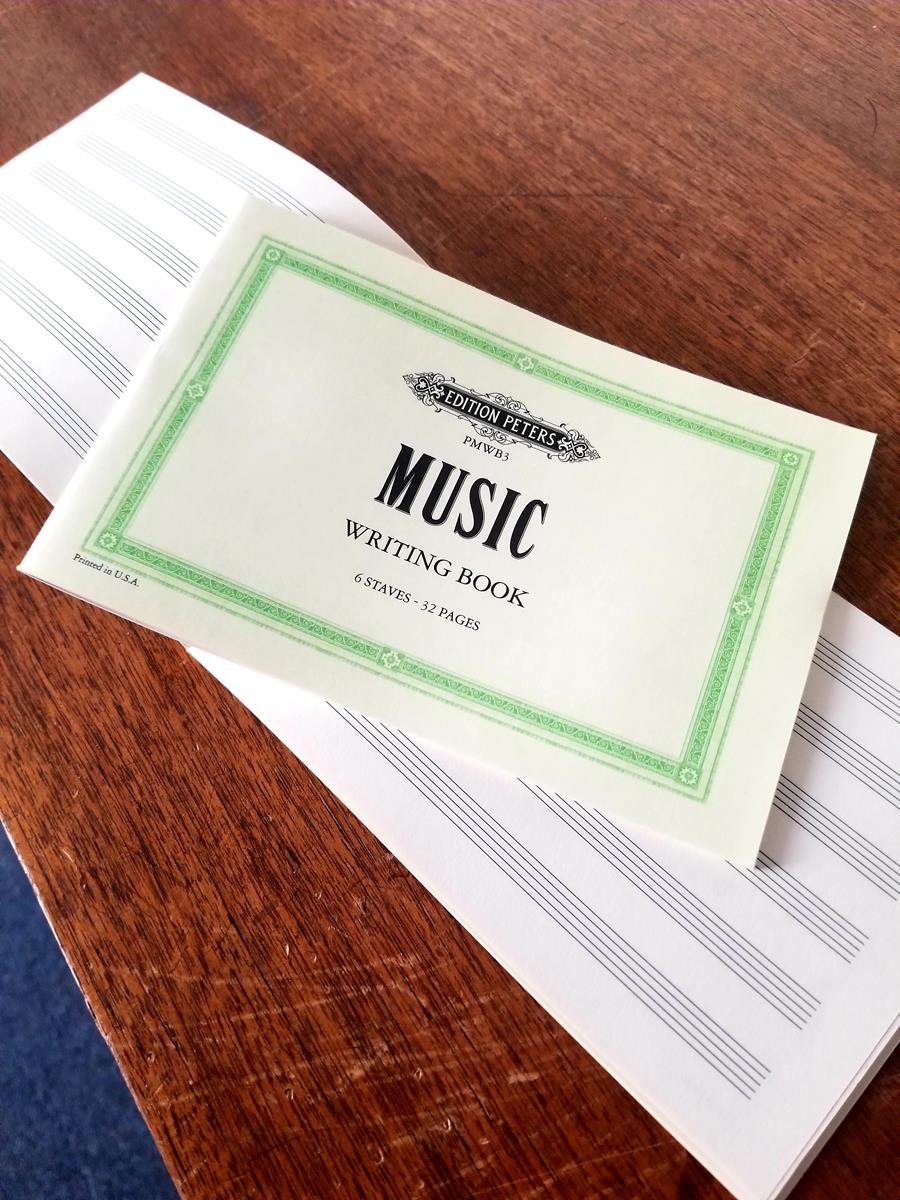 EDITION PETERS
PMWB3
MUSIC
WRITING BOOK
6 STAVES - 32 PAGES
Printed in U.S.A.